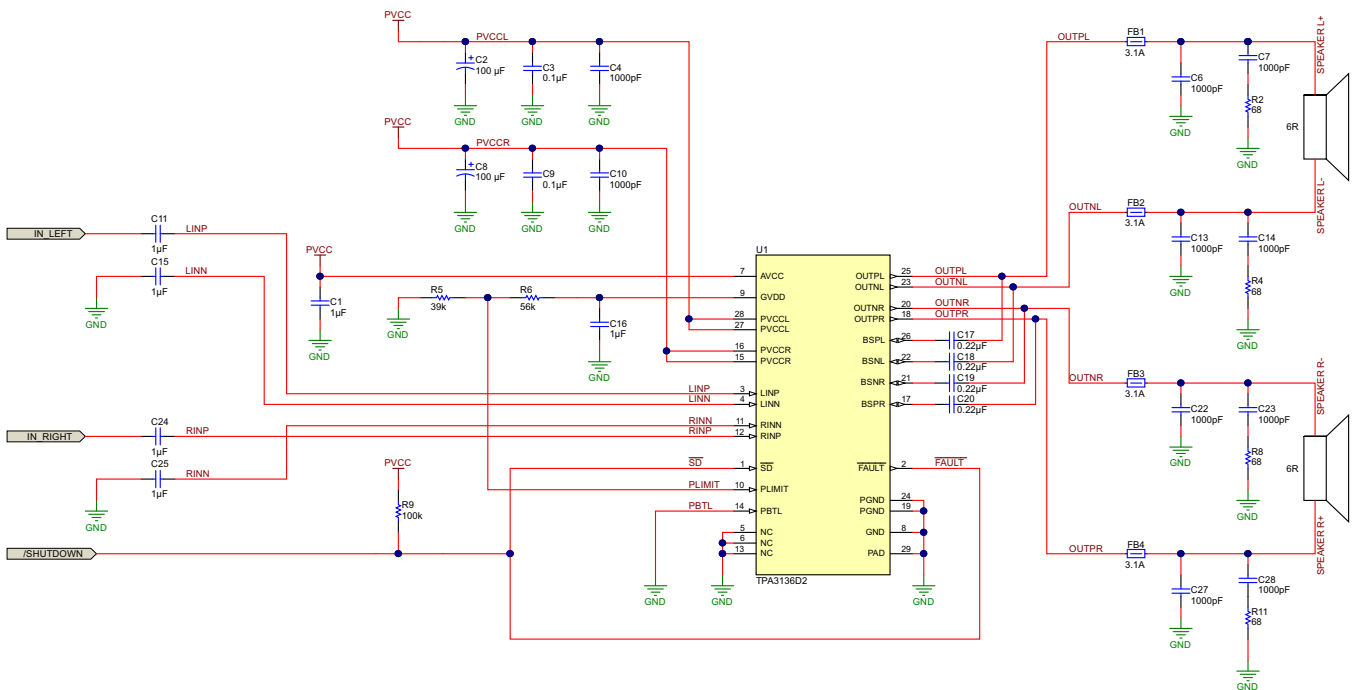 PVCC
PVCCL
C2
100 µF
C3
0.1µF
C4
1000pF
GND
GND
GND
PVCC
PVCCR
C8
100 µF
C9
0.1µF
C10
1000pF
GND
GND
GND
IN_LEFT
C11
1µF
LINP
C15
1µF
LINN
GND
PVCC
C1
1µF
GND
R5
39k
R6
56k
GND
C16
1µF
GND
IN_RIGHT
C24
1µF
RINP
C25
1µF
RINN
GND
PVCC
R9
100k
/SHUTDOWN
LINP
LINN
RINN
RINP
SD
PLIMIT
PBTL
GND
GND
U1
7 AVCC
9 GVDD
28 PVCCL
27 PVCCL
16 PVCCR
15 PVCCR
3 LINP
4 LINN
11 RINN
12 RINP
1 SD
10 PLIMIT
14 PBTL
5 NC
6 NC
13 NC
OUTPL 25 OUTPL
OUTNL 23 OUTNL
OUTNR 20 OUTNR
OUTPR 18 OUTPR
BSPL 26
BSNL 22
BSNR 21
BSPR 17
FAULT 2 FAULT
PGND 24
PGND 19
GND 8
PAD 29
TPA3136D2
GND
C17
0.22µF
C18
0.22µF
C19
0.22µF
C20
0.22µF
OUTPL
FB1
3.1A
C6
1000pF
GND
C7
1000pF
R2
68
GND
SPEAKER L+
6R
SPEAKER L-
OUTNL
FB2
3.1A
C13
1000pF
GND
C14
1000pF
R4
68
GND
OUTNR
FB3
3.1A
C22
1000pF
GND
C23
1000pF
R8
68
GND
SPEAKER R-
6R
SPEAKER R+
OUTPR
FB4
3.1A
C27
1000pF
GND
C28
1000pF
R11
68
GND